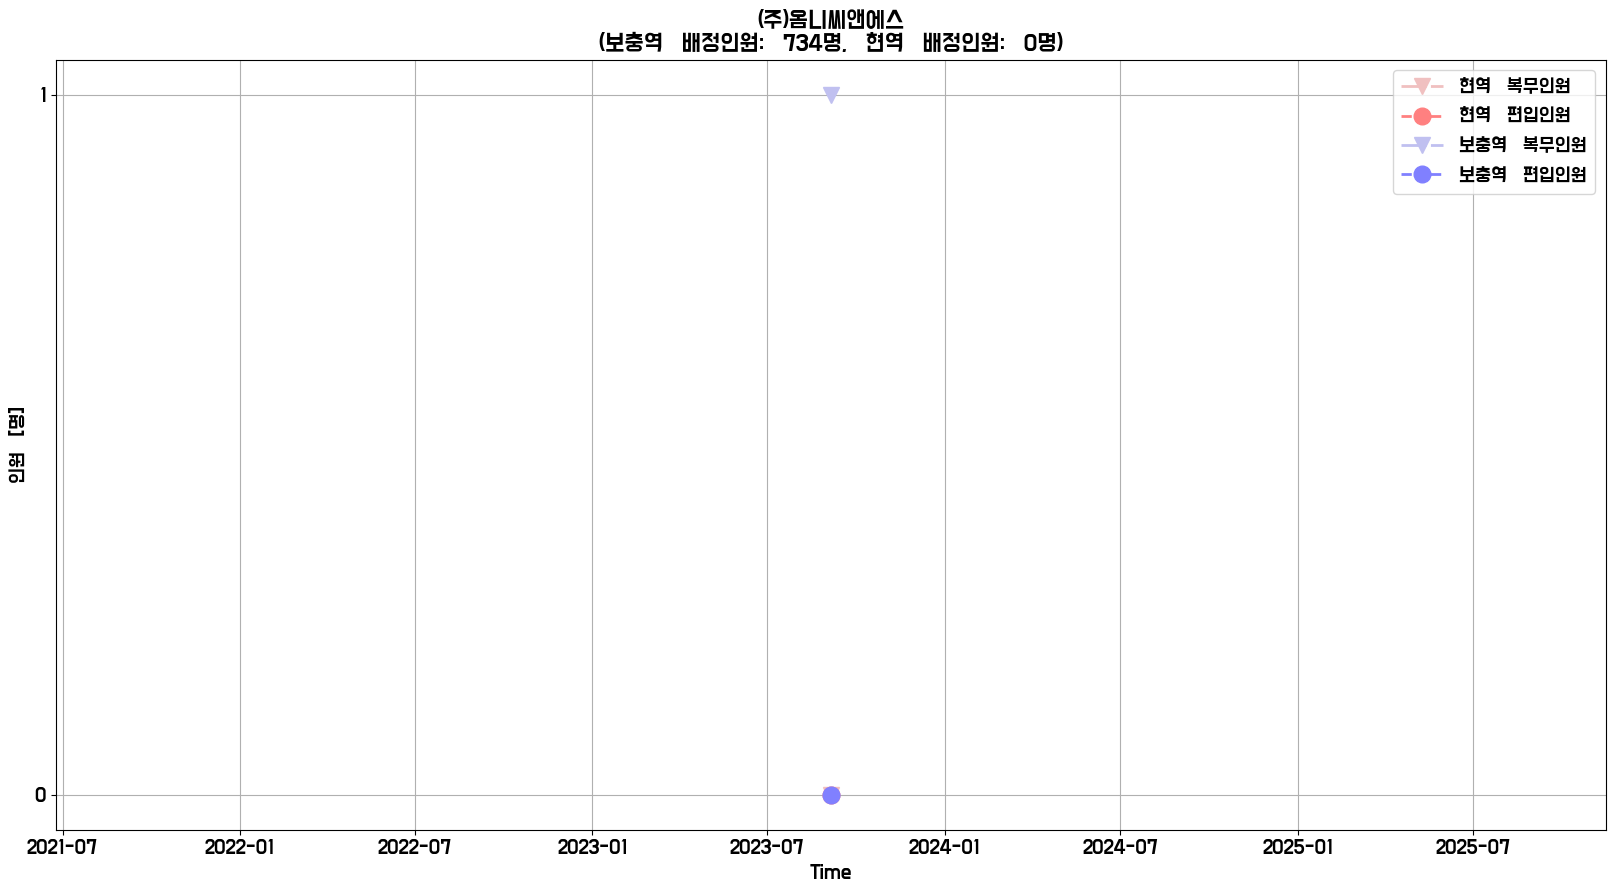 (주)옴니씨앤에스
(보충역 배정인원: 734명, 현역 배정인원: 0명)
현역 복무인원
현역 편입인원
보충역 복무인원
보충역 편입인원
인원 [명]
1
0
2021-07 2022-01 2022-07 2023-01 2023-07 2024-01 2024-07 2025-01 2025-07
Time